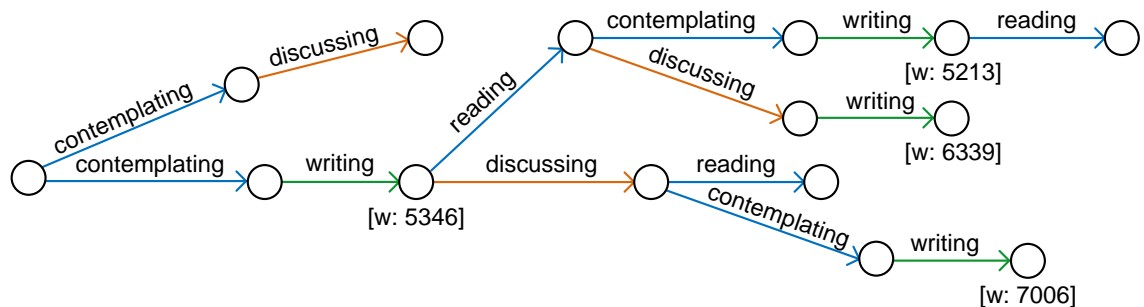 contemplating
discussing
contemplating
writing
[w: 5346]
reading
contemplating
writing
[w: 5213]
reading
discussing
writing
[w: 6339]
discussing
reading
contemplating
writing
[w: 7006]